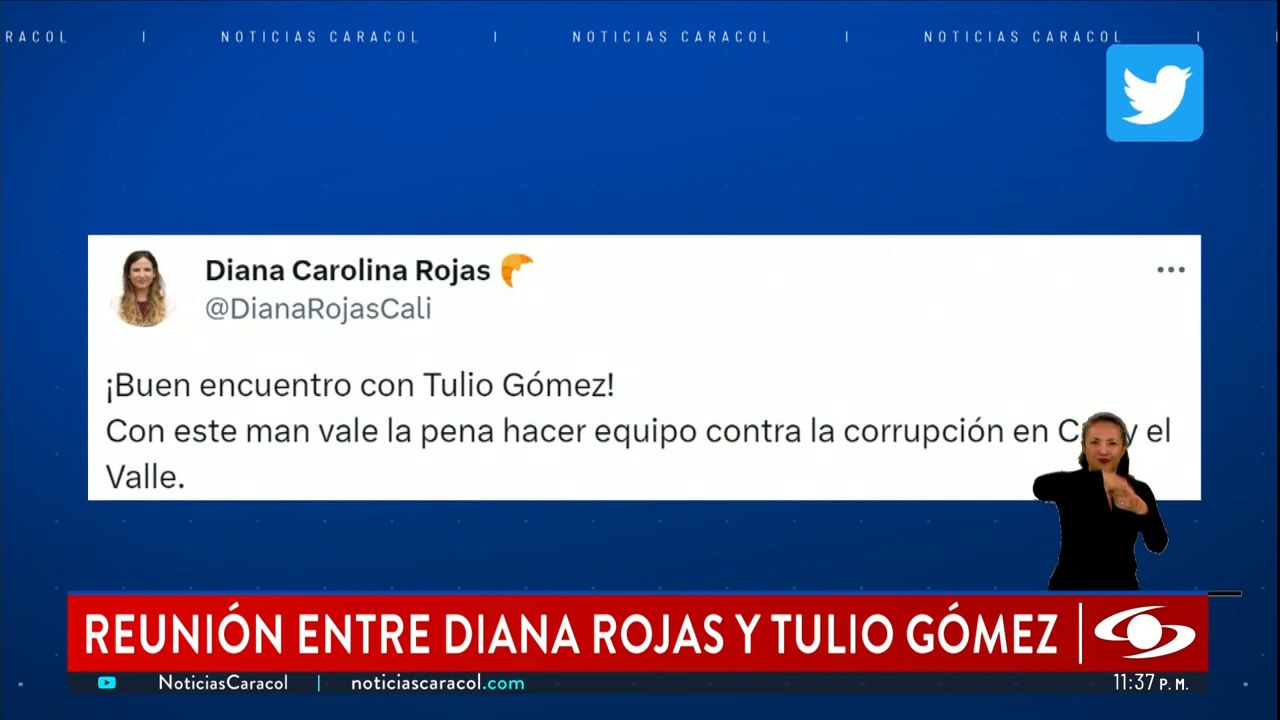 RACOL | NOTICIAS CARACOL | NOTICIAS CARACOL | NOTICIAS CARACOL |
Diana Carolina Rojas
@DianaRojasCali
¡Buen encuentro con Tulio Gómez!
Con este man vale la pena hacer equipo contra la corrupción en y el
Valle.
REUNIÓN ENTRE DIANA ROJAS Y TULIO GÓMEZ
NoticiasCaracol | noticiascaracol.com
11:37 P. M.